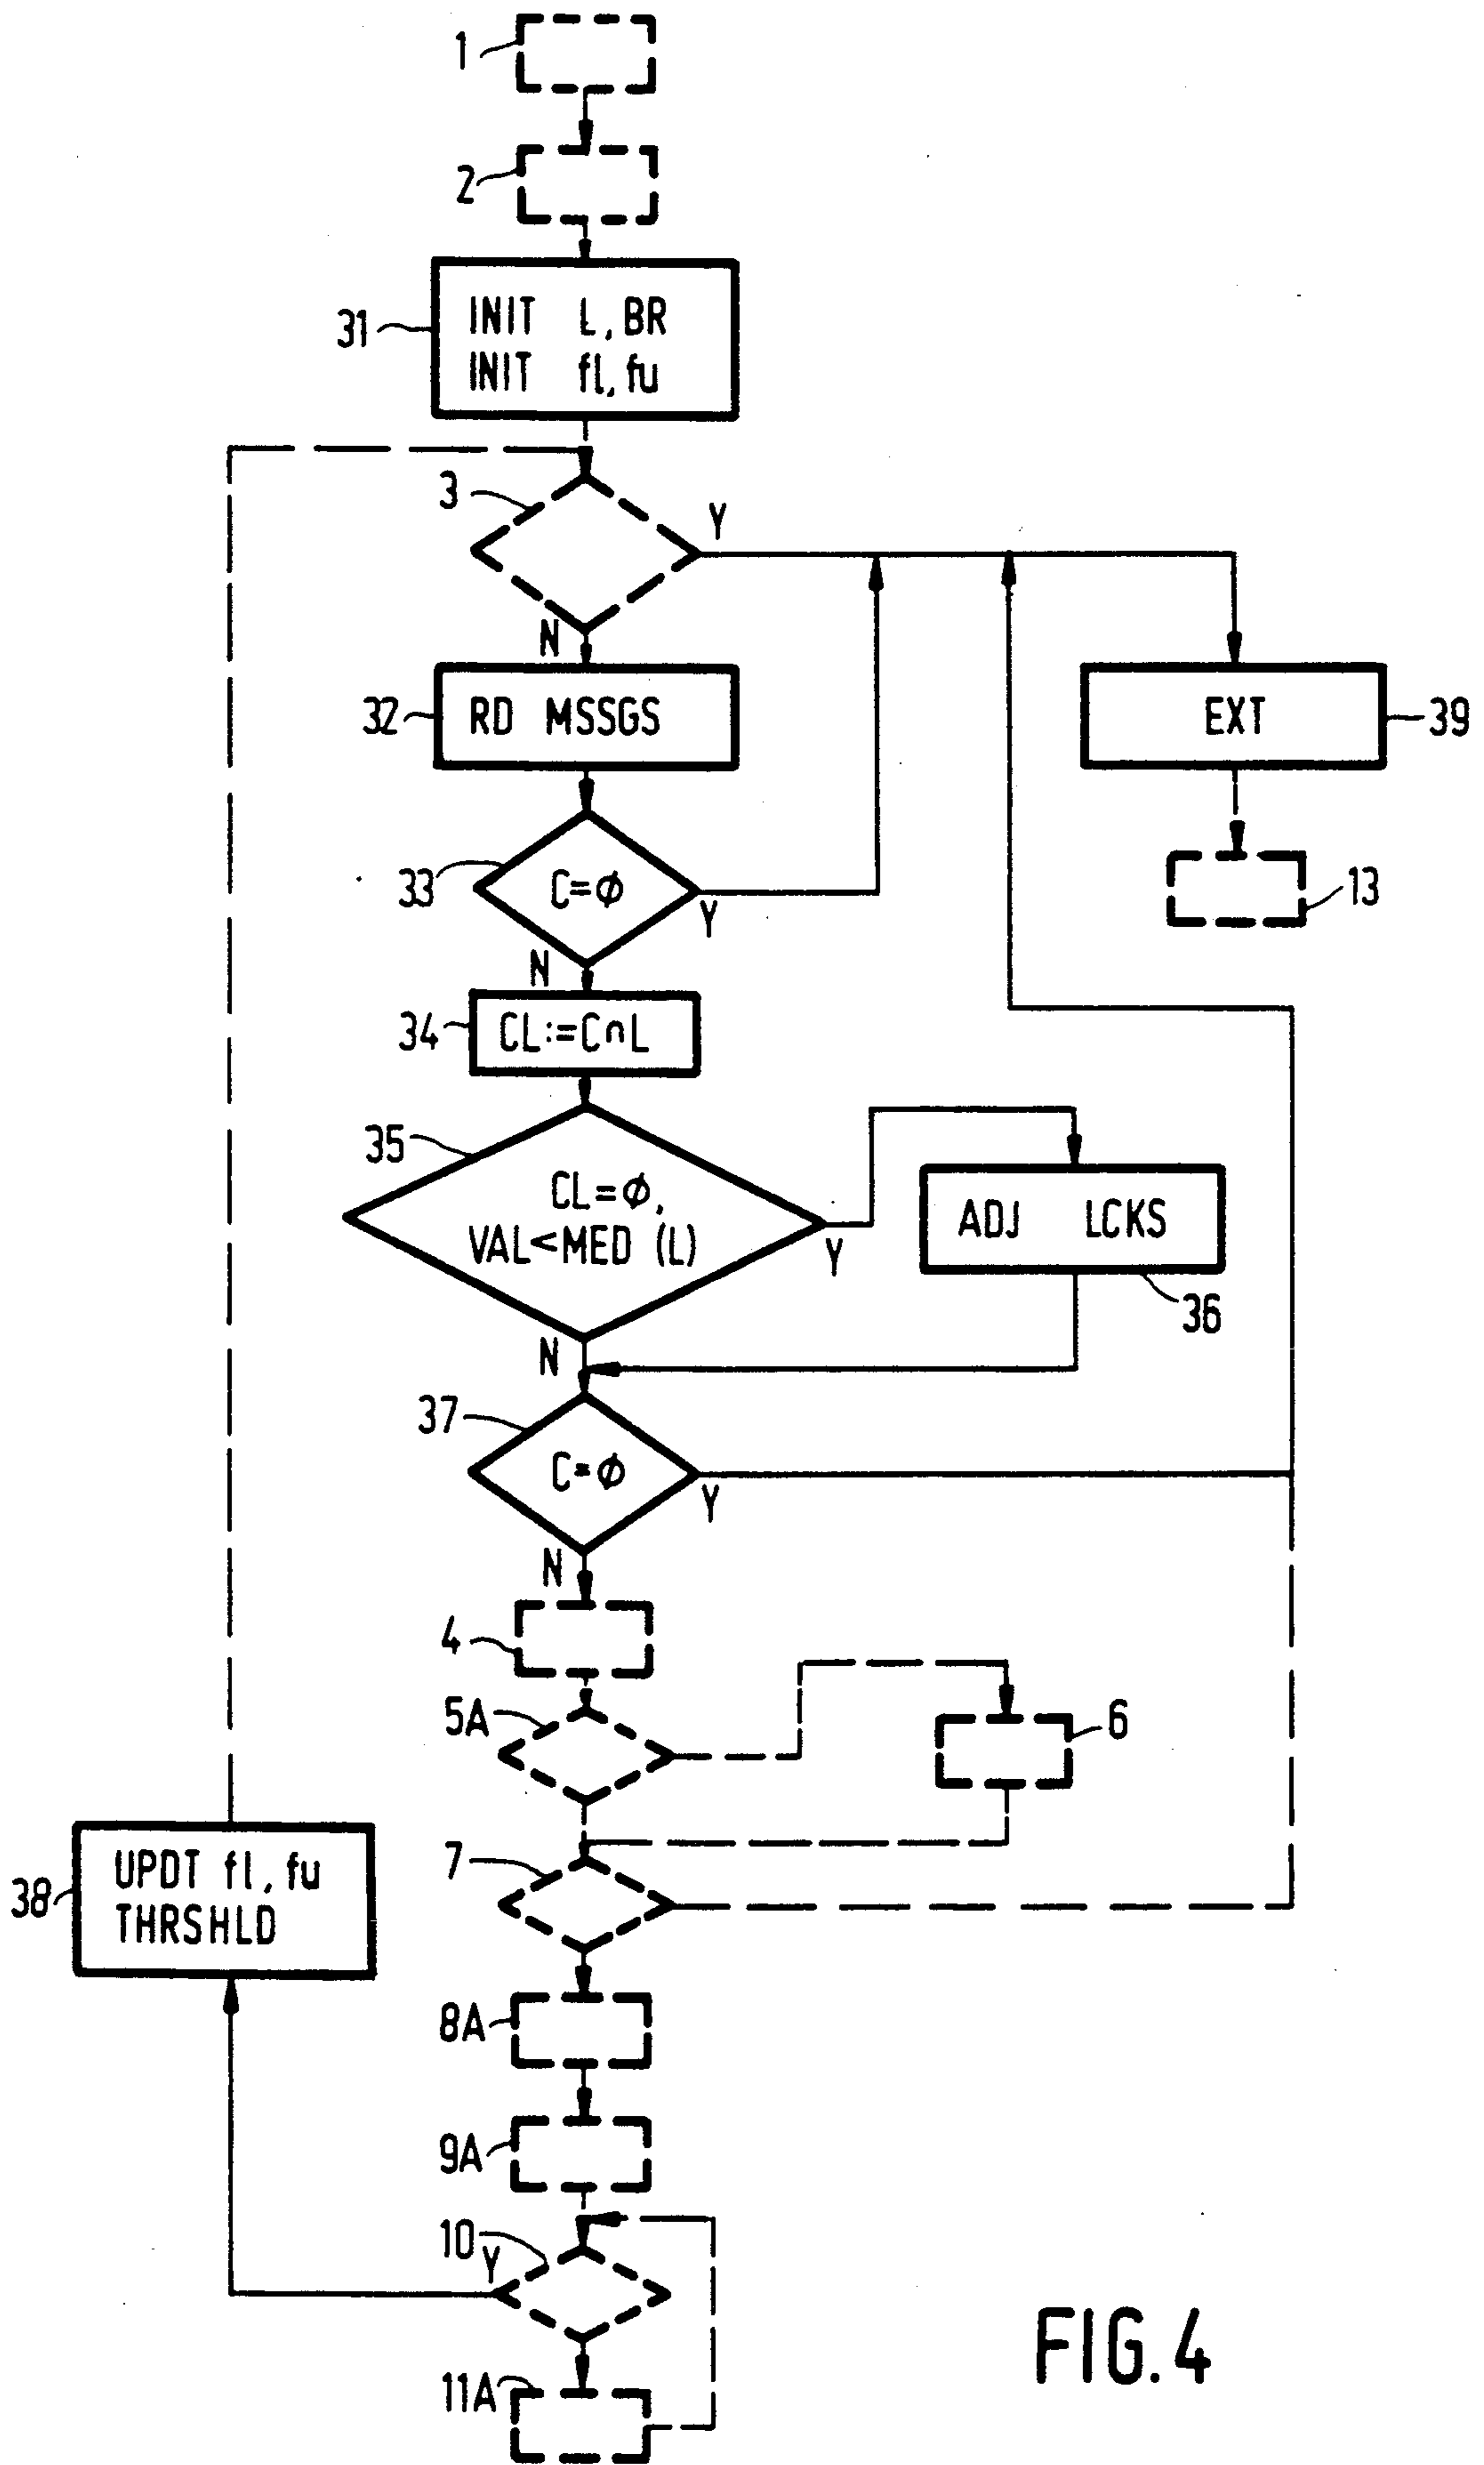 1
2
31
INIT L, BR
INIT fl, fu
3
Y
N
32
RD MSSGS
EXT
39
33
C=ϕ
Y
13
N
34
CL:=C∩L
35
CL=ϕ,
VAL<MED (L)
Y
ADJ LCKS
36
N
37
C=ϕ
Y
N
4
5A
6
7
38
UPDT fl, fu
THRSHLD
8A
9A
10
Y
11A
FIG. 4